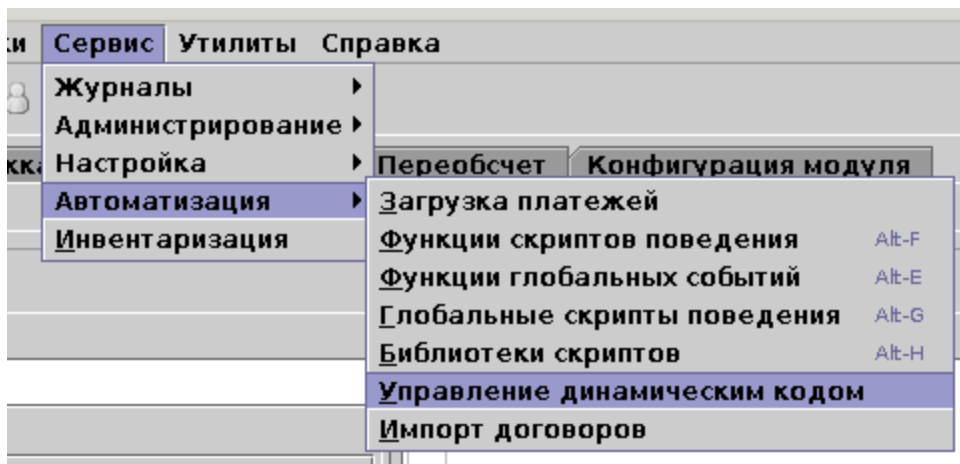 ки Сервис Утилиты Справка
Журналы
Администрирование
Настройка
Переобсчет Конфигурация модуля
Автоматизация
Инвентаризация
Загрузка платежей
Функции скриптов поведения Alt-F
Функции глобальных событий Alt-E
Глобальные скрипты поведения Alt-G
Библиотеки скриптов Alt-H
Управление динамическим кодом
Импорт договоров